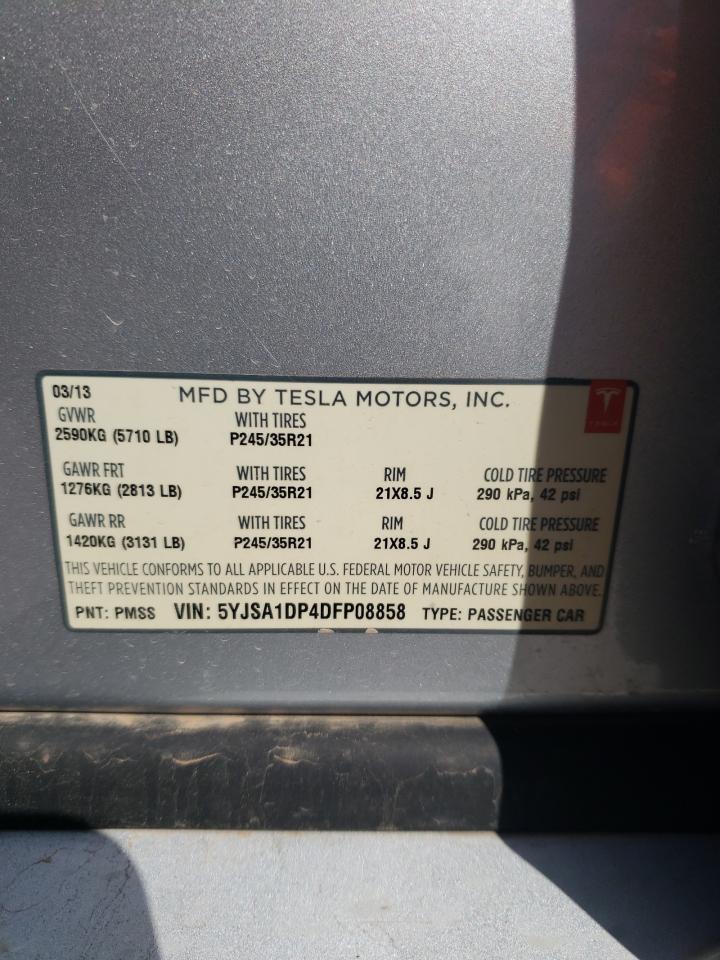 03/13 MFD BY TESLA MOTORS, INC.
GVWR WITH TIRES
2590KG (5710 LB) P245/35R21
TESLA
GAWR FRT WITH TIRES RIM COLD TIRE PRESSURE
1276KG (2813 LB) P245/35R21 21X8.5 J 290 kPa, 42 psi
GAWR RR WITH TIRES RIM COLD TIRE PRESSURE
1420KG (3131 LB) P245/35R21 21X8.5 J 290 kPa, 42 psi
THIS VEHICLE CONFORMS TO ALL APPLICABLE U.S. FEDERAL MOTOR VEHICLE SAFETY, BUMPER, AND
THEFT PREVENTION STANDARDS IN EFFECT ON THE DATE OF MANUFACTURE SHOWN ABOVE.
PNT: PMSS VIN: 5YJSA1DP4DFP08858 TYPE: PASSENGER CAR